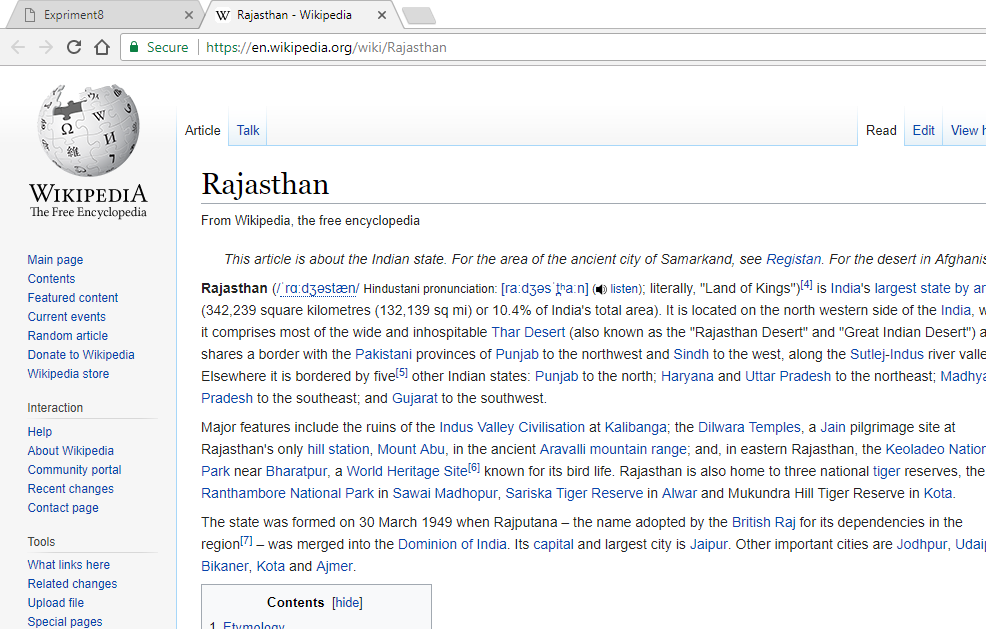 Expriment8
Rajasthan - Wikipedia
Secure
https://en.wikipedia.org/wiki/Rajasthan
WIKIPEDIA
The Free Encyclopedia
Main page
Contents
Featured content
Current events
Random article
Donate to Wikipedia
Wikipedia store
Interaction
Help
About Wikipedia
Community portal
Recent changes
Contact page
Tools
What links here
Related changes
Upload file
Special pages
Article Talk
Read Edit View h
Rajasthan
From Wikipedia, the free encyclopedia
This article is about the Indian state. For the area of the ancient city of Samarkand, see Registan. For the desert in Afghanis
Rajasthan (/ˈrɑːdʒəstæn/ Hindustani pronunciation: [raːdʒəsˈt̪ʰaːn] (listen); literally, "Land of Kings")[4] is India's largest state by ar
(342,239 square kilometres (132,139 sq mi) or 10.4% of India's total area). It is located on the north western side of the India, w
it comprises most of the wide and inhospitable Thar Desert (also known as the "Rajasthan Desert" and "Great Indian Desert") a
shares a border with the Pakistani provinces of Punjab to the northwest and Sindh to the west, along the Sutlej-Indus river valle
Elsewhere it is bordered by five[5] other Indian states: Punjab to the north; Haryana and Uttar Pradesh to the northeast; Madhya
Pradesh to the southeast; and Gujarat to the southwest.
Major features include the ruins of the Indus Valley Civilisation at Kalibanga; the Dilwara Temples, a Jain pilgrimage site at
Rajasthan's only hill station, Mount Abu, in the ancient Aravalli mountain range; and, in eastern Rajasthan, the Keoladeo Nation
Park near Bharatpur, a World Heritage Site[6] known for its bird life. Rajasthan is also home to three national tiger reserves, the
Ranthambore National Park in Sawai Madhopur, Sariska Tiger Reserve in Alwar and Mukundra Hill Tiger Reserve in Kota.
The state was formed on 30 March 1949 when Rajputana – the name adopted by the British Raj for its dependencies in the
region[7] – was merged into the Dominion of India. Its capital and largest city is Jaipur. Other important cities are Jodhpur, Udaip
Bikaner, Kota and Ajmer.
Contents [hide]
1 Etymology